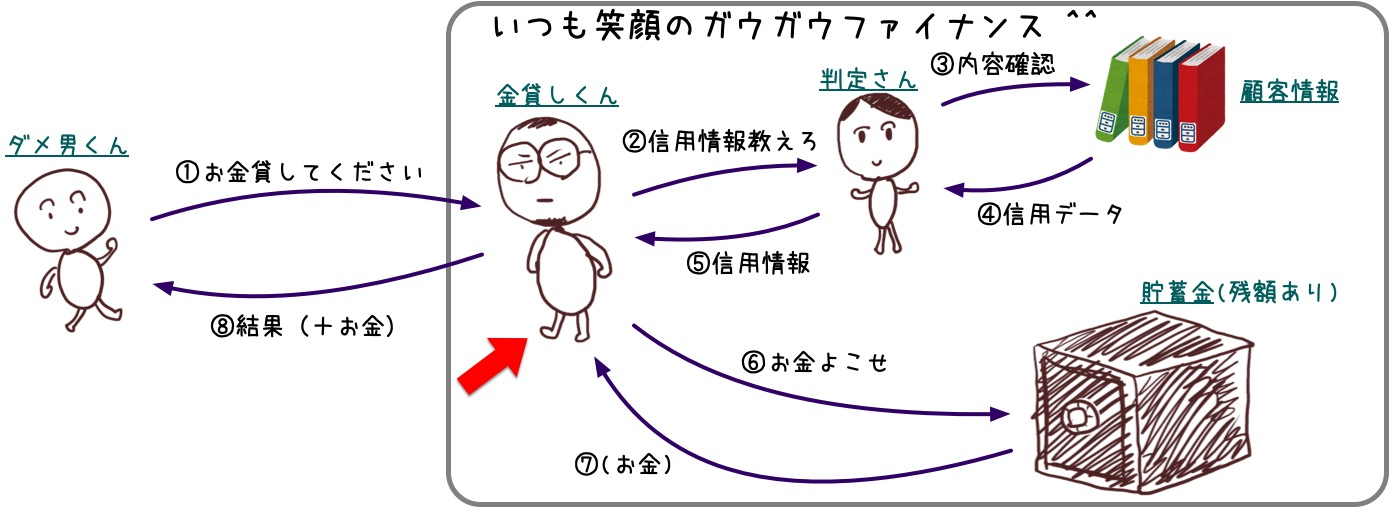 いつも笑顔のガウガウファイナンス ^^
ダメ男くん
①お金貸してください
⑧結果（＋お金）
金貸しくん
②信用情報教えろ
⑤信用情報
判定さん
③内容確認
④信用データ
顧客情報
⑥お金よこせ
⑦(お金)
貯蓄金(残額あり)